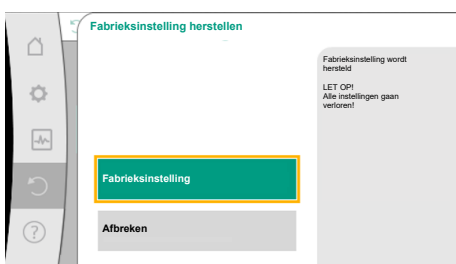 Fabrieksinstelling herstellen
Fabrieksinstelling wordt
hersteld
LET OP!
Alle instellingen gaan
verloren!
Fabrieksinstelling
Afbreken
?